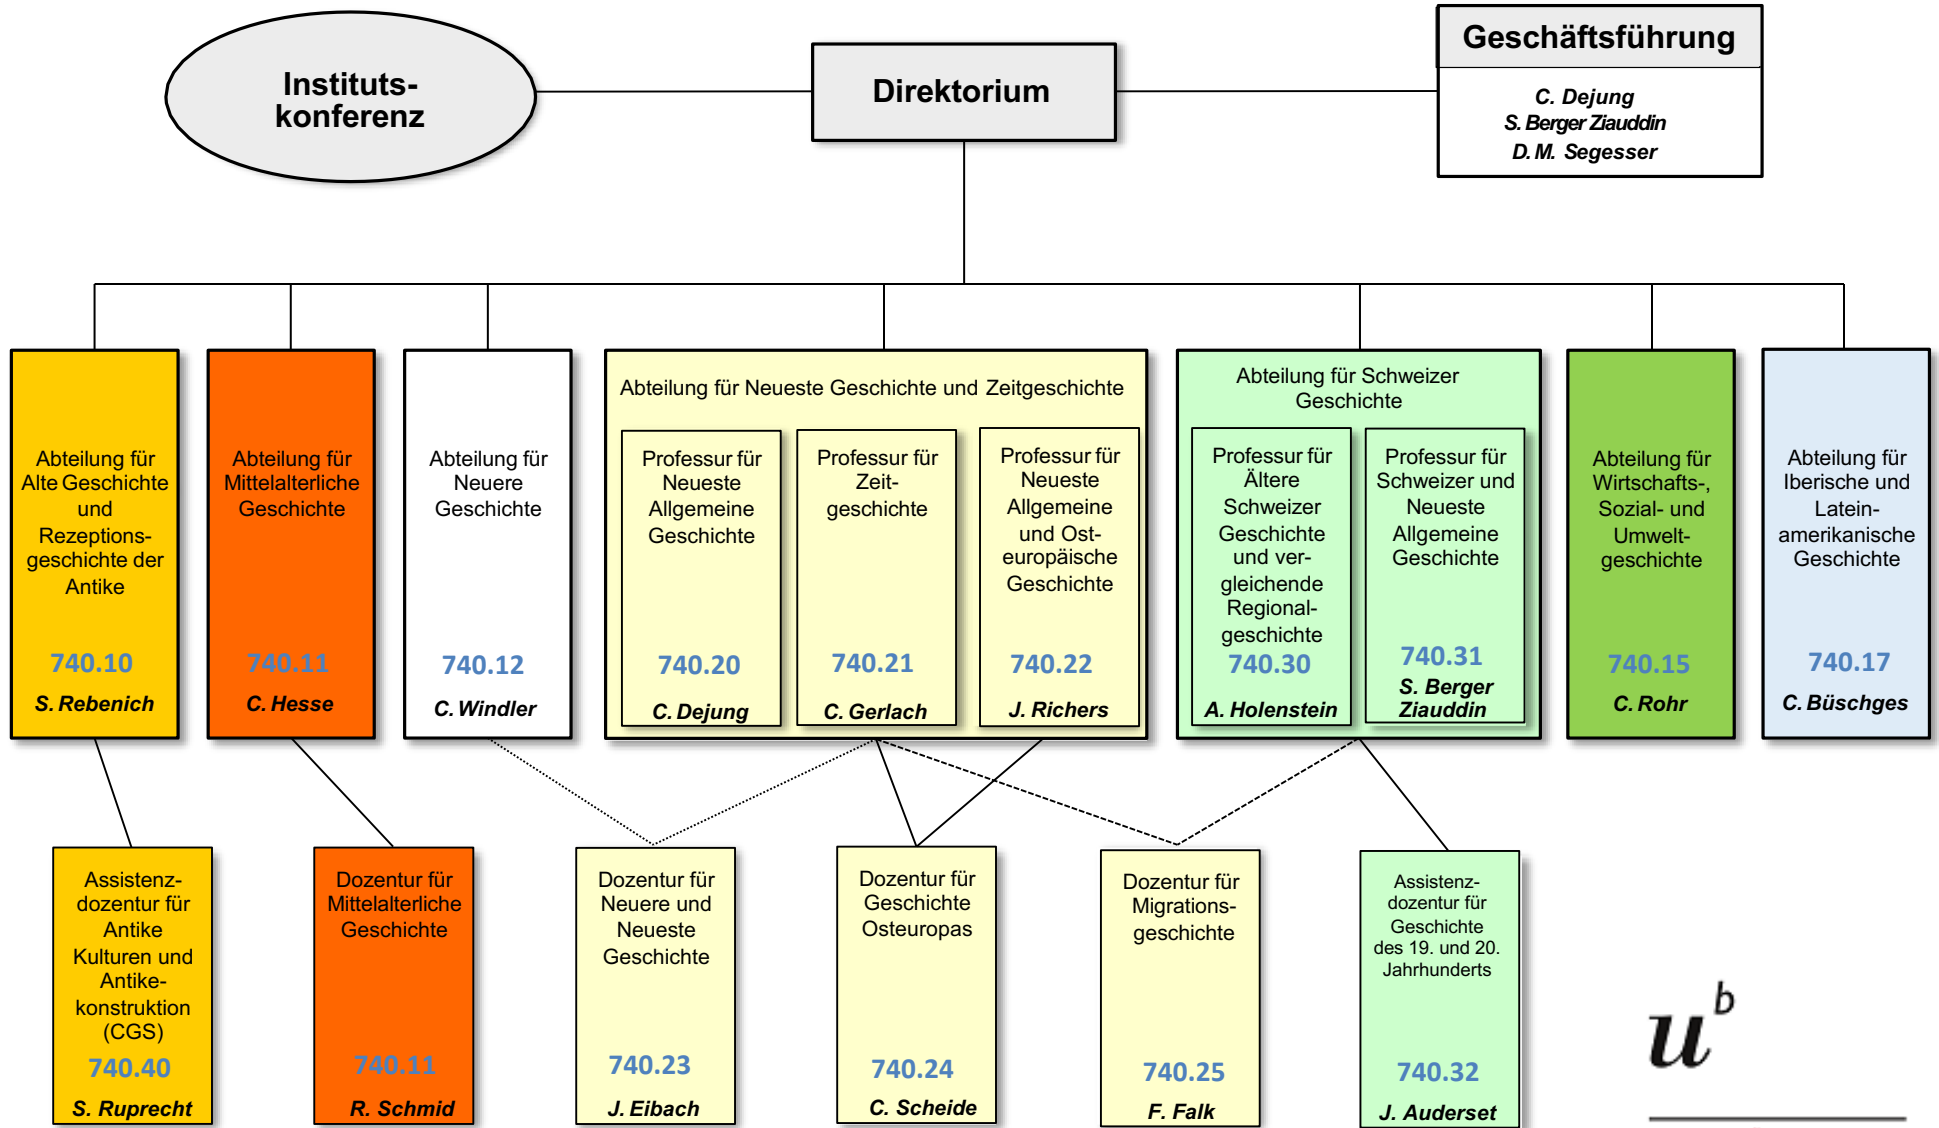 Instituts-
konferenz
Direktorium
Geschäftsführung
C. Dejung
S. Berger Ziauddin
D. M. Segesser
Abteilung für
Alte Geschichte
und
Rezeptions-
geschichte der
Antike
740.10
S. Rebenich
Abteilung für
Mittelalterliche
Geschichte
740.11
C. Hesse
Abteilung für
Neuere
Geschichte
740.12
C. Windler
Abteilung für Neueste Geschichte und Zeitgeschichte
Professur für
Neueste
Allgemeine
Geschichte
740.20
C. Dejung
Professur für
Zeit-
geschichte
740.21
C. Gerlach
Professur für
Neueste
Allgemeine
und Ost-
europäische
Geschichte
740.22
J. Richers
Abteilung für Schweizer
Geschichte
Professur für
Ältere
Schweizer
Geschichte
und ver-
gleichende
Regional-
geschichte
740.30
A. Holenstein
Professur für
Schweizer und
Neueste
Allgemeine
Geschichte
740.31
S. Berger
Ziauddin
Abteilung für
Wirtschafts-,
Sozial- und
Umwelt-
geschichte
740.15
C. Rohr
Abteilung für
Iberische und
Latein-
amerikanische
Geschichte
740.17
C. Büschges
Assistenz-
dozentur für
Antike
Kulturen und
Antike-
konstruktion
(CGS)
740.40
S. Ruprecht
Dozentur für
Mittelalterliche
Geschichte
740.11
R. Schmid
Dozentur für
Neuere und
Neueste
Geschichte
740.23
J. Eibach
Dozentur für
Geschichte
Osteuropas
740.24
C. Scheide
Dozentur für
Migrations-
geschichte
740.25
F. Falk
Assistenz-
dozentur für
Geschichte
des 19. und 20.
Jahrhunderts
740.32
J. Auderset
u b